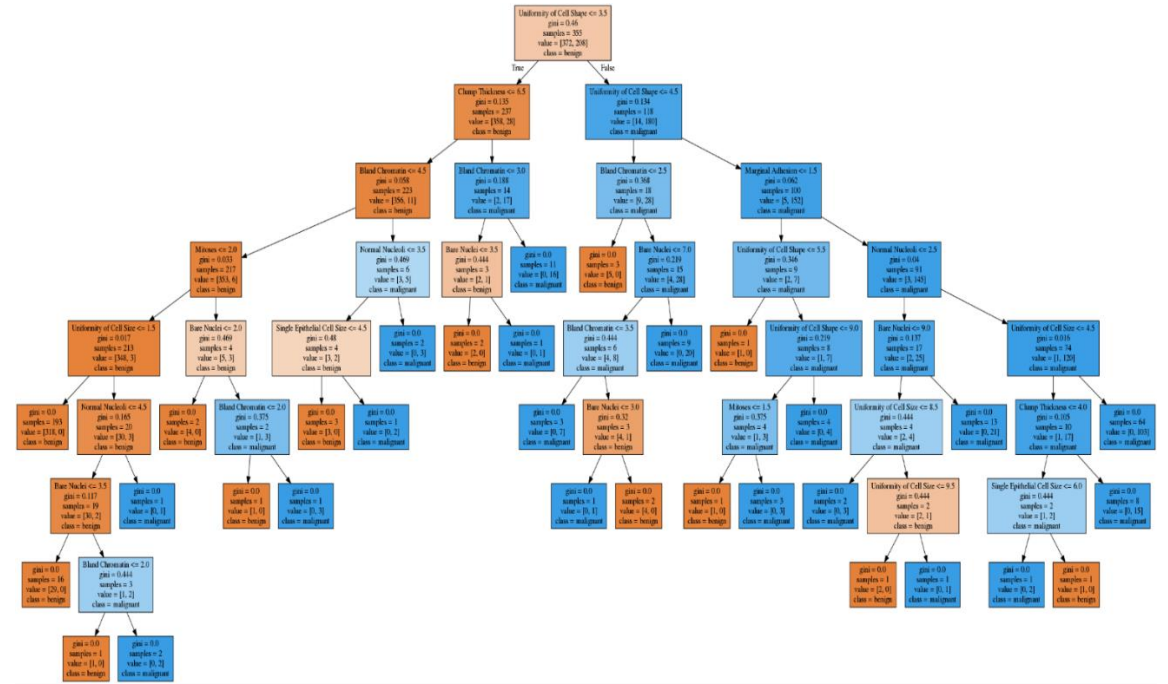 Uniformity of Cell Shape <= 3.5
gini = 0.46
samples = 355
value = [372, 208]
class = benign
True
False
Clump Thickness <= 6.5
gini = 0.135
samples = 237
value = [358, 28]
class = benign
Uniformity of Cell Shape <= 4.5
gini = 0.134
samples = 118
value = [14, 180]
class = malignant
Bland Chromatin <= 4.5
gini = 0.058
samples = 223
value = [356, 11]
class = benign
Bland Chromatin <= 3.0
gini = 0.188
samples = 14
value = [2, 17]
class = malignant
Bland Chromatin <= 2.5
gini = 0.368
samples = 18
value = [9, 28]
class = malignant
Marginal Adhesion <= 1.5
gini = 0.062
samples = 100
value = [5, 152]
class = malignant
Mitoses <= 2.0
gini = 0.033
samples = 217
value = [353, 6]
class = benign
Normal Nucleoli <= 3.5
gini = 0.469
samples = 6
value = [3, 5]
class = malignant
Bare Nuclei <= 3.5
gini = 0.444
samples = 3
value = [2, 1]
class = benign
gini = 0.0
samples = 11
value = [0, 16]
class = malignant
gini = 0.0
samples = 3
value = [5, 0]
class = benign
Bare Nuclei <= 7.0
gini = 0.219
samples = 15
value = [4, 28]
class = malignant
Uniformity of Cell Shape <= 5.5
gini = 0.346
samples = 9
value = [2, 7]
class = malignant
Normal Nucleoli <= 2.5
gini = 0.04
samples = 91
value = [3, 145]
class = malignant
Uniformity of Cell Size <= 1.5
gini = 0.017
samples = 213
value = [348, 3]
class = benign
Bare Nuclei <= 2.0
gini = 0.469
samples = 4
value = [5, 3]
class = benign
Single Epithelial Cell Size <= 4.5
gini = 0.48
samples = 4
value = [3, 2]
class = benign
gini = 0.0
samples = 2
value = [0, 3]
class = malignant
gini = 0.0
samples = 2
value = [2, 0]
class = benign
gini = 0.0
samples = 1
value = [0, 1]
class = malignant
Bland Chromatin <= 3.5
gini = 0.444
samples = 6
value = [4, 8]
class = malignant
gini = 0.0
samples = 9
value = [0, 20]
class = malignant
gini = 0.0
samples = 1
value = [1, 0]
class = benign
Uniformity of Cell Shape <= 9.0
gini = 0.219
samples = 8
value = [1, 7]
class = malignant
Bare Nuclei <= 9.0
gini = 0.137
samples = 17
value = [2, 25]
class = malignant
Uniformity of Cell Size <= 4.5
gini = 0.016
samples = 74
value = [1, 120]
class = malignant
gini = 0.0
samples = 193
value = [318, 0]
class = benign
Normal Nucleoli <= 4.5
gini = 0.165
samples = 20
value = [30, 3]
class = benign
gini = 0.0
samples = 2
value = [4, 0]
class = benign
Bland Chromatin <= 2.0
gini = 0.375
samples = 2
value = [1, 3]
class = malignant
gini = 0.0
samples = 3
value = [3, 0]
class = benign
gini = 0.0
samples = 1
value = [0, 2]
class = malignant
gini = 0.0
samples = 3
value = [0, 7]
class = malignant
Bare Nuclei <= 3.0
gini = 0.32
samples = 3
value = [4, 1]
class = benign
Mitoses <= 1.5
gini = 0.375
samples = 4
value = [1, 3]
class = malignant
gini = 0.0
samples = 4
value = [0, 4]
class = malignant
Uniformity of Cell Size <= 8.5
gini = 0.444
samples = 4
value = [2, 4]
class = malignant
gini = 0.0
samples = 13
value = [0, 21]
class = malignant
Clump Thickness <= 4.0
gini = 0.105
samples = 10
value = [1, 17]
class = malignant
gini = 0.0
samples = 64
value = [0, 103]
class = malignant
Bare Nuclei <= 3.5
gini = 0.117
samples = 19
value = [30, 2]
class = benign
gini = 0.0
samples = 1
value = [0, 1]
class = malignant
gini = 0.0
samples = 1
value = [1, 0]
class = benign
gini = 0.0
samples = 1
value = [0, 3]
class = malignant
gini = 0.0
samples = 1
value = [0, 1]
class = malignant
gini = 0.0
samples = 2
value = [4, 0]
class = benign
gini = 0.0
samples = 1
value = [1, 0]
class = benign
gini = 0.0
samples = 3
value = [0, 3]
class = malignant
gini = 0.0
samples = 2
value = [0, 3]
class = malignant
Uniformity of Cell Size <= 9.5
gini = 0.444
samples = 2
value = [2, 1]
class = benign
Single Epithelial Cell Size <= 6.0
gini = 0.444
samples = 2
value = [1, 2]
class = malignant
gini = 0.0
samples = 8
value = [0, 15]
class = malignant
gini = 0.0
samples = 16
value = [29, 0]
class = benign
Bland Chromatin <= 2.0
gini = 0.444
samples = 3
value = [1, 2]
class = malignant
gini = 0.0
samples = 1
value = [2, 0]
class = benign
gini = 0.0
samples = 1
value = [0, 1]
class = malignant
gini = 0.0
samples = 1
value = [0, 2]
class = malignant
gini = 0.0
samples = 1
value = [1, 0]
class = benign
gini = 0.0
samples = 1
value = [1, 0]
class = benign
gini = 0.0
samples = 2
value = [0, 2]
class = malignant